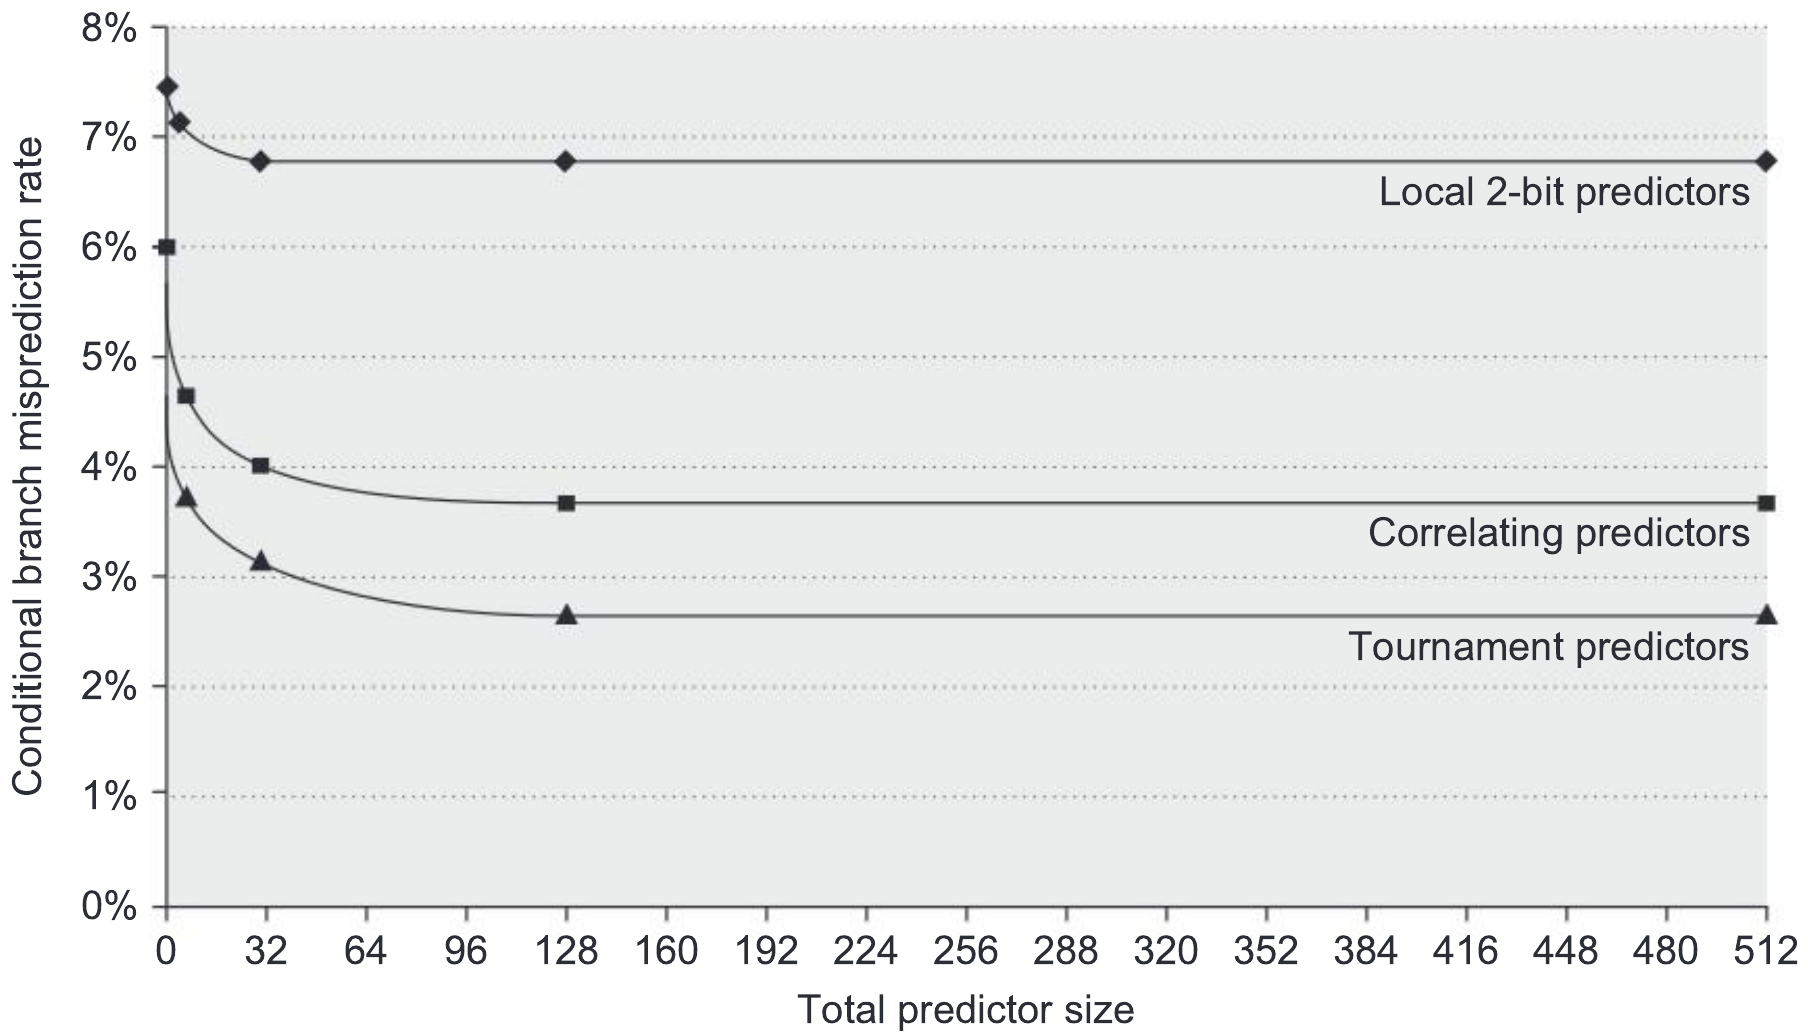 Conditional branch misprediction rate
8%
7%
6%
5%
4%
3%
2%
1%
0%
Local 2-bit predictors
Correlating predictors
Tournament predictors
0 32 64 96 128 160 192 224 256 288 320 352 384 416 448 480 512
Total predictor size